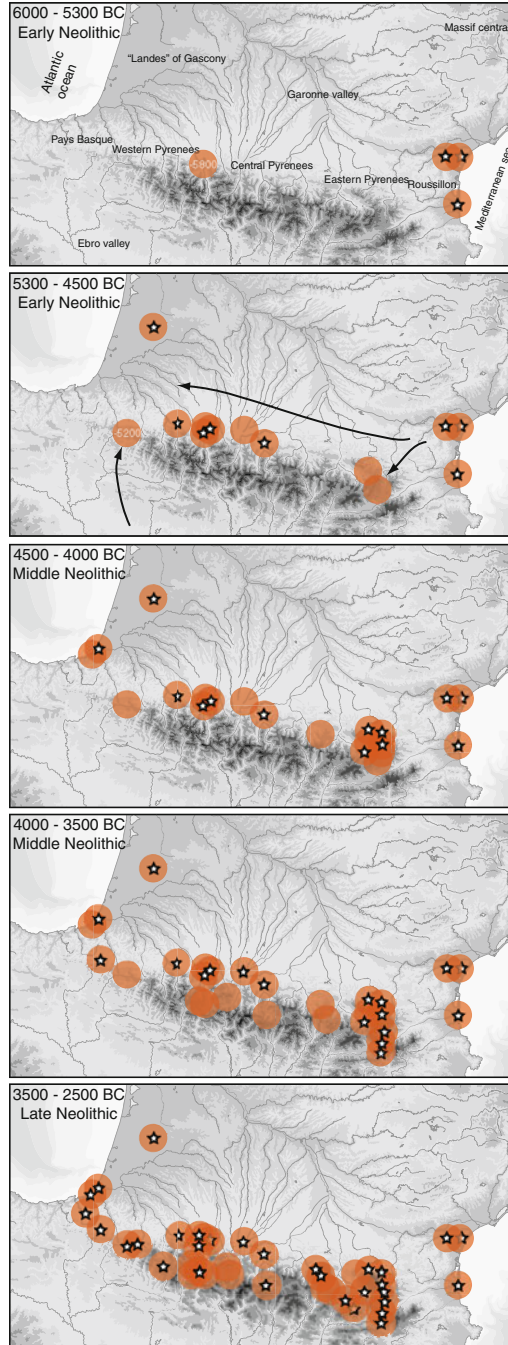 6000 - 5300 BC
Early Neolithic
Massif centra
Atlantic
ocean
“Landes” of Gascony
Garonne valley
Pays Basque
Western Pyrenees
-5800
Central Pyrenees
Eastern Pyrenees
Roussillon
Mediterranean sea
Ebro valley
5300 - 4500 BC
Early Neolithic
-5200
4500 - 4000 BC
Middle Neolithic
4000 - 3500 BC
Middle Neolithic
3500 - 2500 BC
Late Neolithic